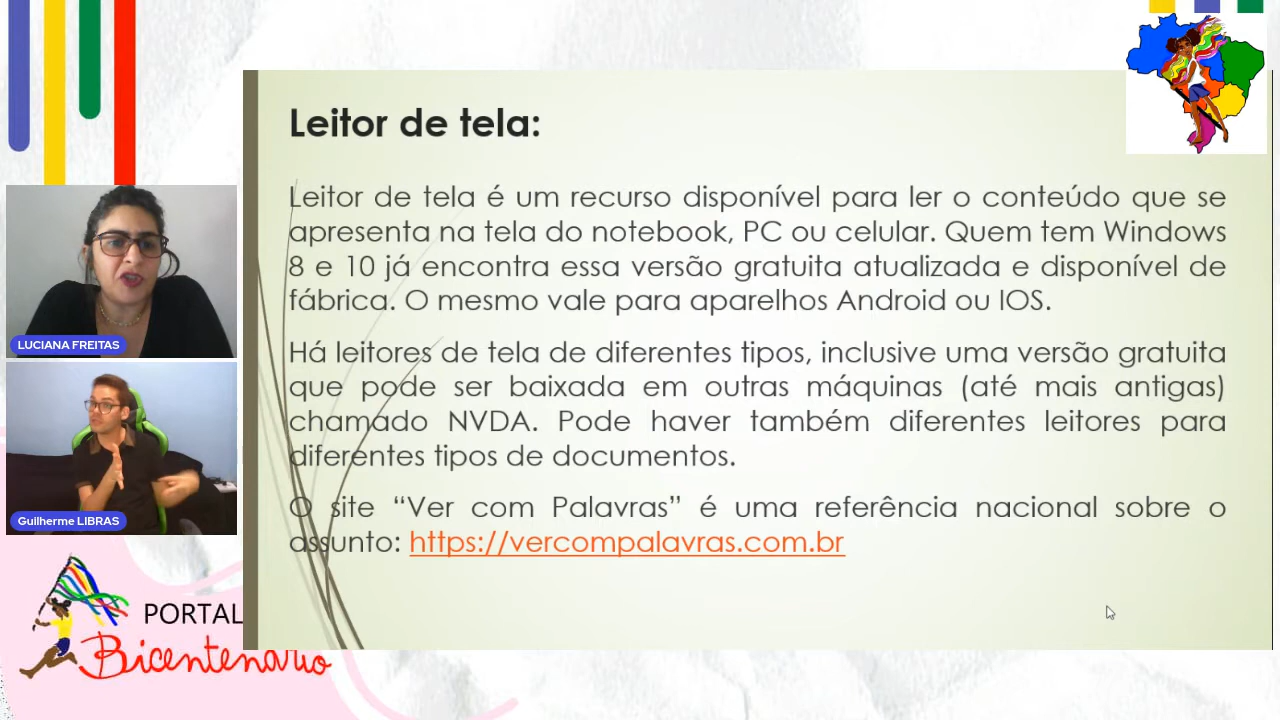 Leitor de tela:
Leitor de tela é um recurso disponível para ler o conteúdo que se
apresenta na tela do notebook, PC ou celular. Quem tem Windows
8 e 10 já encontra essa versão gratuita atualizada e disponível de
fábrica. O mesmo vale para aparelhos Android ou IOS.
Há leitores de tela de diferentes tipos, inclusive uma versão gratuita
que pode ser baixada em outras máquinas (até mais antigas)
chamado NVDA. Pode haver também diferentes leitores para
diferentes tipos de documentos.
O site “Ver com Palavras” é uma referência nacional sobre o
assunto: https://vercompalavras.com.br
LUCIANA FREITAS
Guilherme LIBRAS
PORTAL
Bicentenário